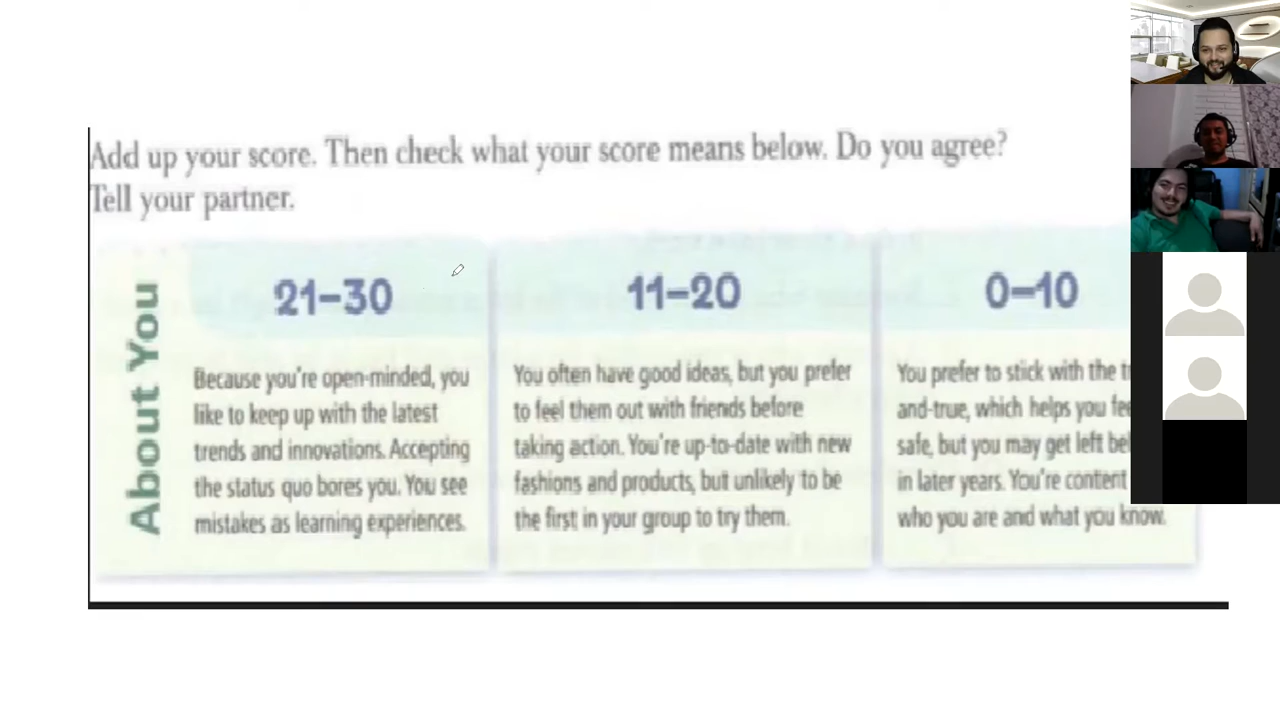 Add up your score. Then check what your score means below. Do you agree?
Tell your partner.
About You
21–30
Because you're open-minded, you
like to keep up with the latest
trends and innovations. Accepting
the status quo bores you. You see
mistakes as learning experiences.
11–20
You often have good ideas, but you prefer
to feel them out with friends before
taking action. You're up-to-date with new
fashions and products, but unlikely to be
the first in your group to try them.
0–10
You prefer to stick with the
and-true, which helps you
safe, but you may get left
in later years. You're content
who you are and what you know.